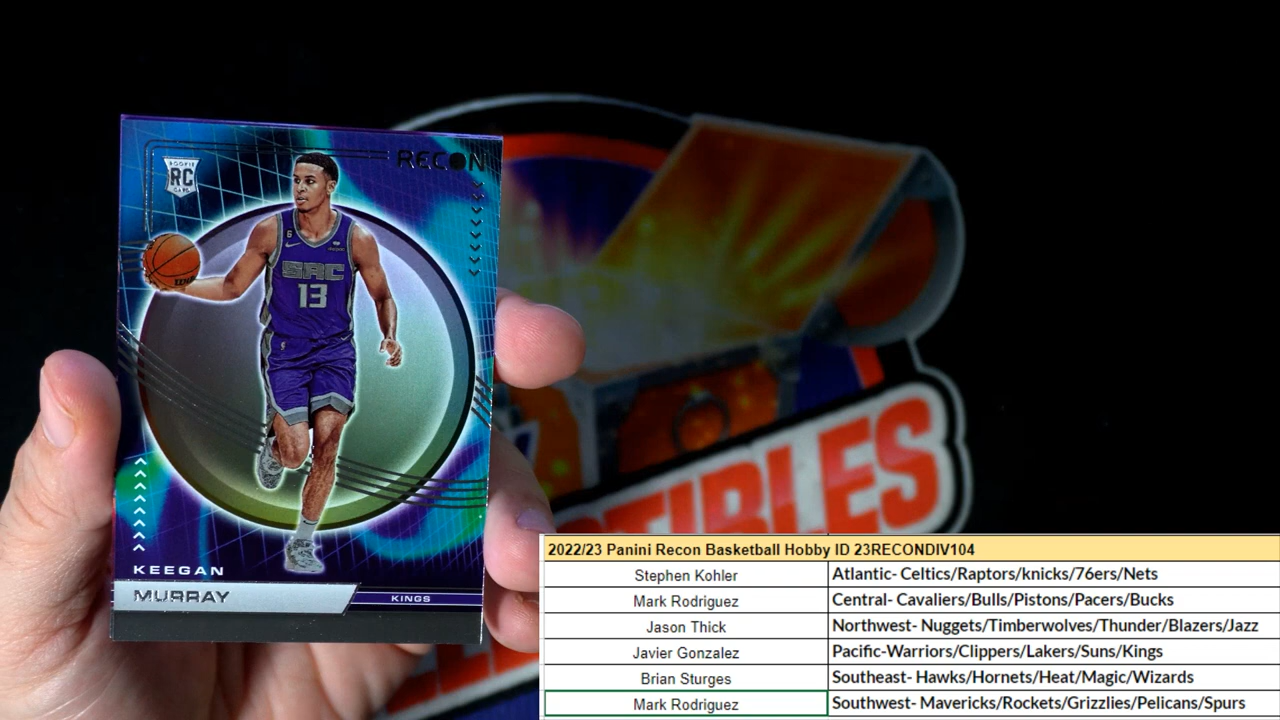 RECON
ROOKIE
RC
CARD
6
SAC
13
KEEGAN
MURRAY
KINGS
2022/23 Panini Recon Basketball Hobby ID 23RECONDIV104
Stephen Kohler Atlantic- Celtics/Raptors/knicks/76ers/Nets
Mark Rodriguez Central- Cavaliers/Bulls/Pistons/Pacers/Bucks
Jason Thick Northwest- Nuggets/Timberwolves/Thunder/Blazers/Jazz
Javier Gonzalez Pacific-Warriors/Clippers/Lakers/Suns/Kings
Brian Sturges Southeast- Hawks/Hornets/Heat/Magic/Wizards
Mark Rodriguez Southwest- Mavericks/Rockets/Grizzlies/Pelicans/Spurs